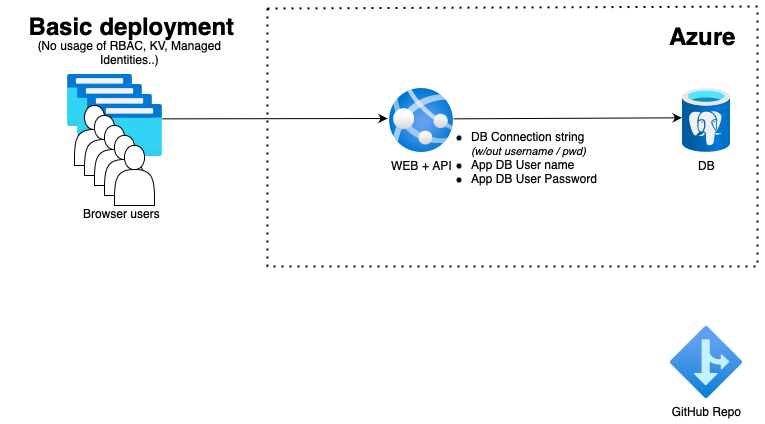 Basic deployment
(No usage of RBAC, KV, Managed
Identities..)
Azure
DB Connection string
(w/out username / pwd)
WEB + API
App DB User name
App DB User Password
DB
Browser users
GitHub Repo